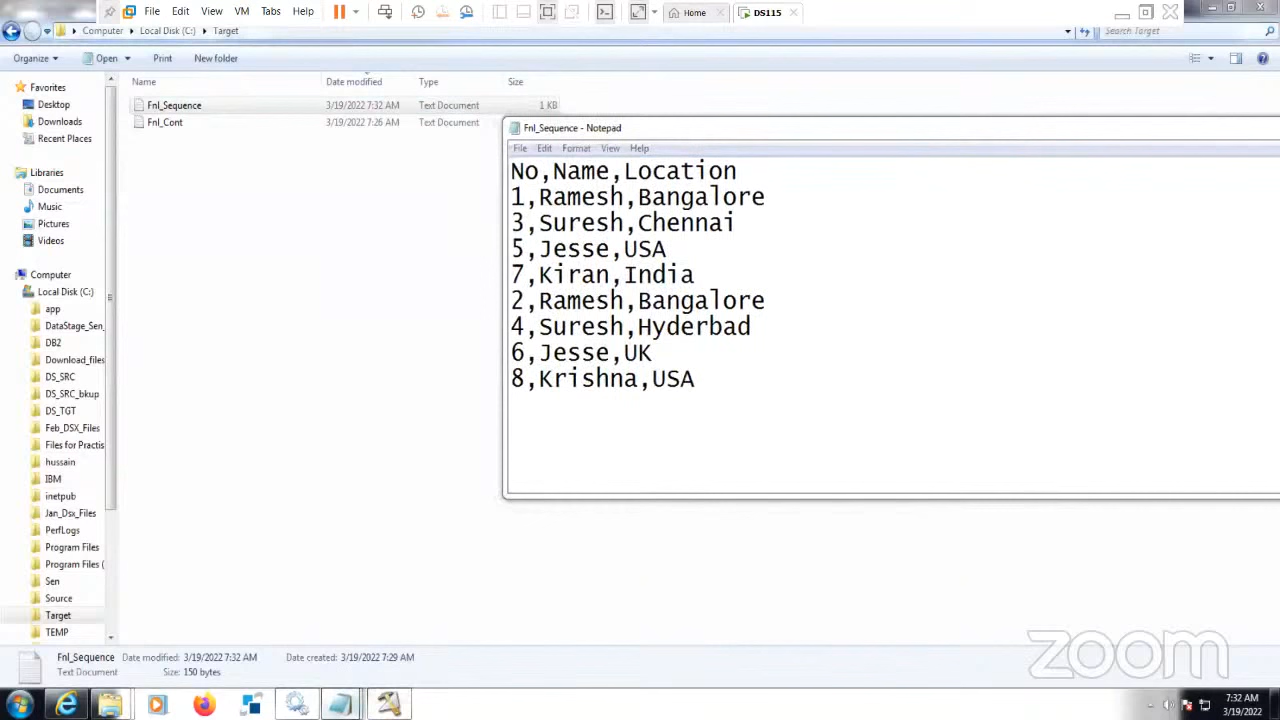 File Edit View VM Tabs Help Home DS115
Computer Local Disk (C:) Target Search Target
Organize Open Print New folder
Name Date modified Type Size
Favorites
Desktop
Downloads
Recent Places
Libraries
Documents
Music
Pictures
Videos
Computer
Local Disk (C:)
app
DataStage_Sen_
DB2
Download_files
DS_SRC
DS_SRC_bkup
DS_TGT
Feb_DSX_Files
Files for Practis
hussain
IBM
inetpub
Jan_Dsx_Files
PerfLogs
Program Files
Program Files (
Sen
Source
Target
TEMP
Fnl_Sequence 3/19/2022 7:32 AM Text Document 1 KB
Fnl_Cont 3/19/2022 7:26 AM Text Document
Fnl_Sequence - Notepad
File Edit Format View Help
No,Name,Location
1,Ramesh,Bangalore
3,Suresh,Chennai
5,Jesse,USA
7,Kiran,India
2,Ramesh,Bangalore
4,Suresh,Hyderbad
6,Jesse,UK
8,Krishna,USA
Fnl_Sequence Date modified: 3/19/2022 7:32 AM Date created: 3/19/2022 7:29 AM
Text Document Size: 150 bytes
zoom
7:32 AM
3/19/2022